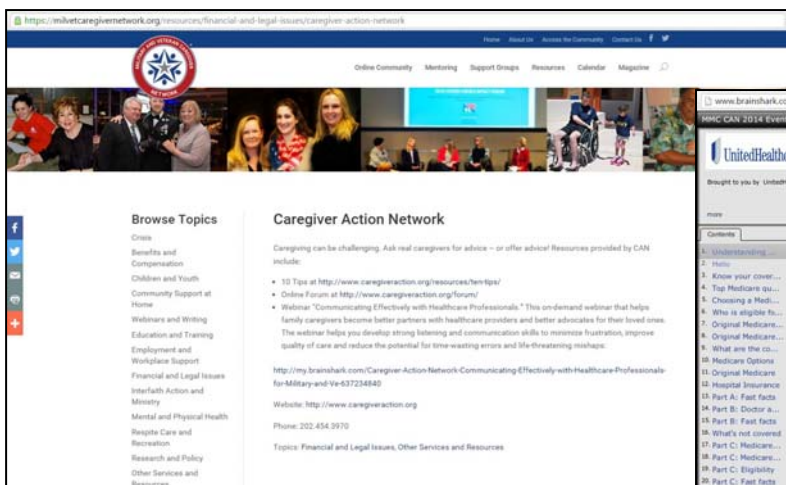 https://milvetcaregivernetwork.org/resources/financial-and-legal-issues/caregiver-action-network
Home About Us Access the Community Contact Us
MILITARY AND VETERAN CAREGIVER
NETWORK
Online Community Mentoring Support Groups Resources Calendar Magazine
Browse Topics
Crisis
Benefits and
Compensation
Children and Youth
Community Support at
Home
Webinars and Writing
Education and Training
Employment and
Workplace Support
Financial and Legal Issues
Interfaith Action and
Ministry
Mental and Physical Health
Respite Care and
Recreation
Research and Policy
Other Services and
Resources
Caregiver Action Network
Caregiving can be challenging. Ask real caregivers for advice – or offer advice! Resources provided by CAN
include:
• 10 Tips at http://www.caregiveraction.org/resources/ten-tips/
• Online Forum at http://www.caregiveraction.org/forum/
• Webinar "Communicating Effectively with Healthcare Professionals." This on-demand webinar that helps
family caregivers become better partners with healthcare providers and better advocates for their loved ones.
The webinar helps you develop strong listening and communication skills to minimize frustration, improve
quality of care and reduce the potential for time-wasting errors and life-threatening mishaps:
http://my.brainshark.com/Caregiver-Action-Network-Communicating-Effectively-with-Healthcare-Professionals-
for-Military-and-Ve-637234840
Website: http://www.caregiveraction.org
Phone: 202.454.3970
Topics: Financial and Legal Issues, Other Services and Resources
www.brainshark.co
MMC CAN 2014 Event
UnitedHealthc
Brought to you by UnitedH
more
Contents
1. Understanding ...
2. Hello
3. Know your cover...
4. Top Medicare qu...
5. Choosing a Medi...
6. Who is eligible fo...
7. Original Medicare...
8. Original Medicare...
9. What are the co...
10. Medicare Options
11. Original Medicare
12. Hospital Insurance
13. Part A: Fast facts
14. Part B: Doctor a...
15. Part B: Fast facts
16. What's not covered
17. Part C: Medicare...
18. Part C: Medicare...
19. Part C: Eligibility
20. Part C: Fast facts